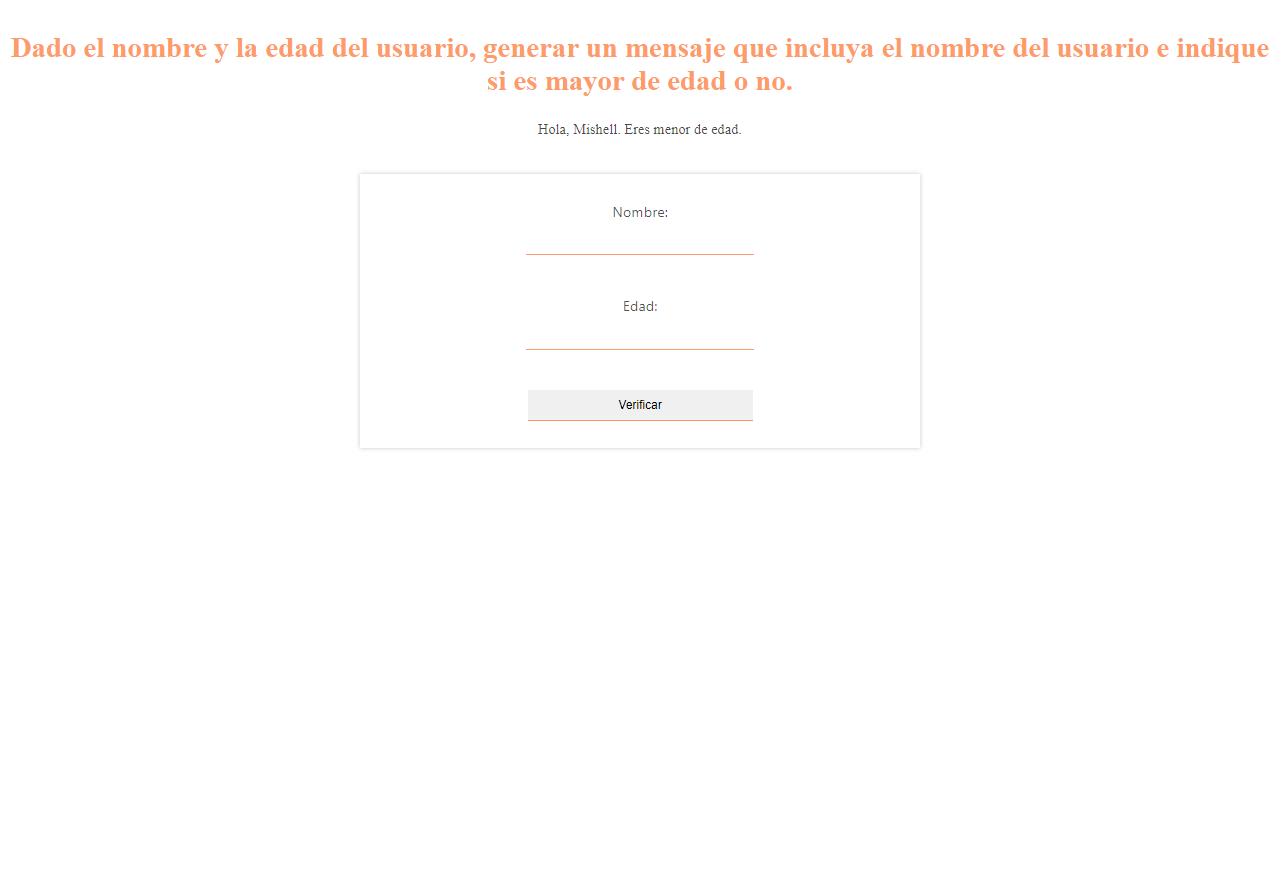 Dado el nombre y la edad del usuario, generar un mensaje que incluya el nombre del usuario e indique
si es mayor de edad o no.
Hola, Mishell. Eres menor de edad.
Nombre:
Edad:
Verificar